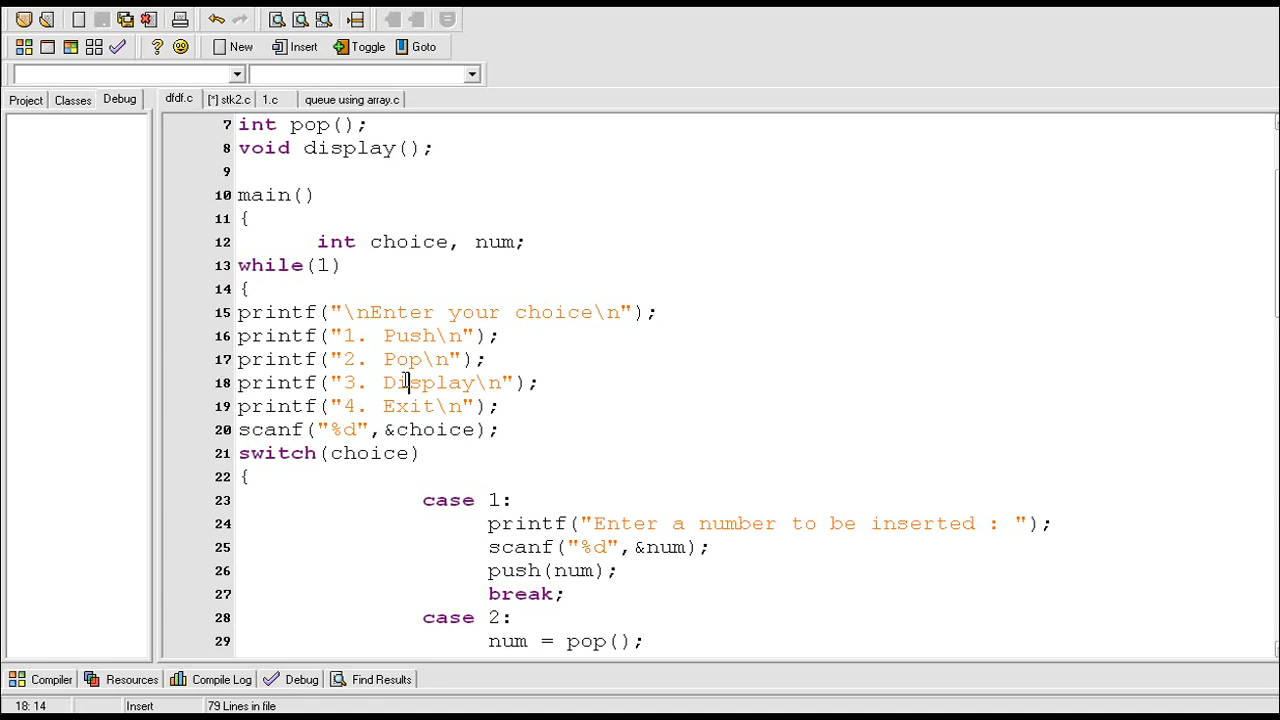 New Insert Toggle Goto
Project Classes Debug dfdf.c [*] stk2.c 1.c queue using array.c
7 int pop();
8 void display();
9
10 main()
11 {
12 int choice, num;
13 while(1)
14 {
15 printf("\nEnter your choice\n");
16 printf("1. Push\n");
17 printf("2. Pop\n");
18 printf("3. Display\n");
19 printf("4. Exit\n");
20 scanf("%d",&choice);
21 switch(choice)
22 {
23 case 1:
24 printf("Enter a number to be inserted : ");
25 scanf("%d",&num);
26 push(num);
27 break;
28 case 2:
29 num = pop();
Compiler Resources Compile Log Debug Find Results
18: 14 Insert 79 Lines in file